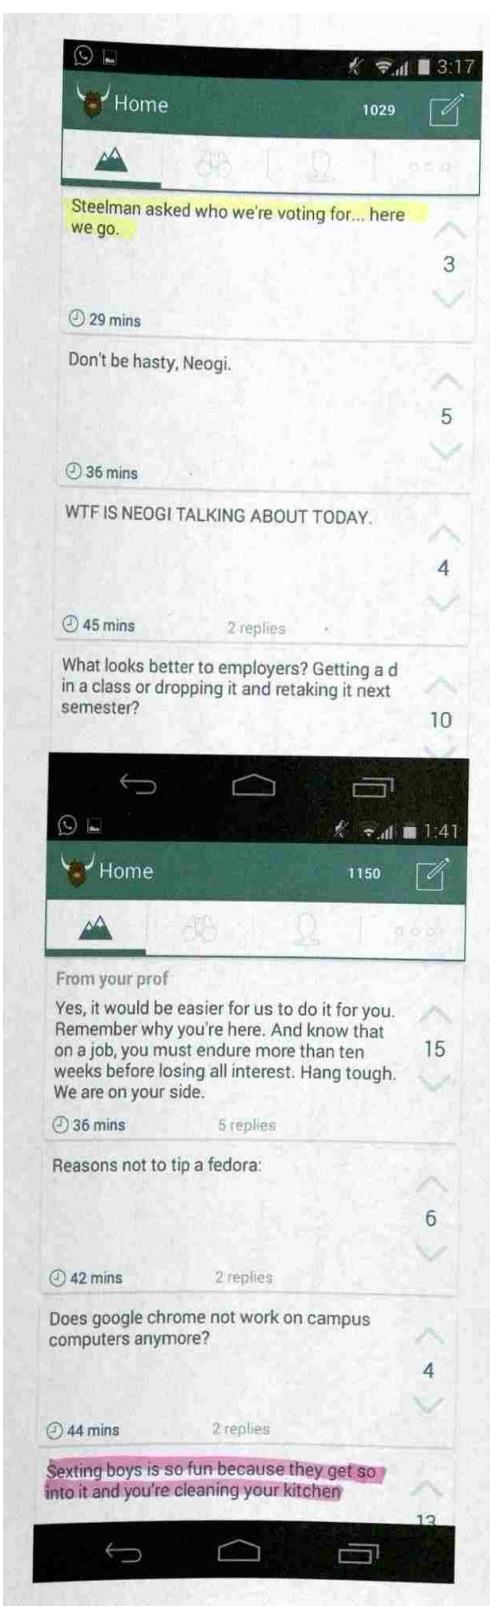 3:17
Home
1029
Steelman asked who we're voting for... here
we go.
3
29 mins
Don't be hasty, Neogi.
5
36 mins
WTF IS NEOGI TALKING ABOUT TODAY.
4
45 mins
2 replies
What looks better to employers? Getting a d
in a class or dropping it and retaking it next
semester?
10
1:41
Home
1150
From your prof
Yes, it would be easier for us to do it for you.
Remember why you're here. And know that
on a job, you must endure more than ten
weeks before losing all interest. Hang tough.
We are on your side.
15
36 mins
5 replies
Reasons not to tip a fedora:
6
42 mins
2 replies
Does google chrome not work on campus
computers anymore?
4
44 mins
2 replies
Sexting boys is so fun because they get so
into it and you're cleaning your kitchen
13